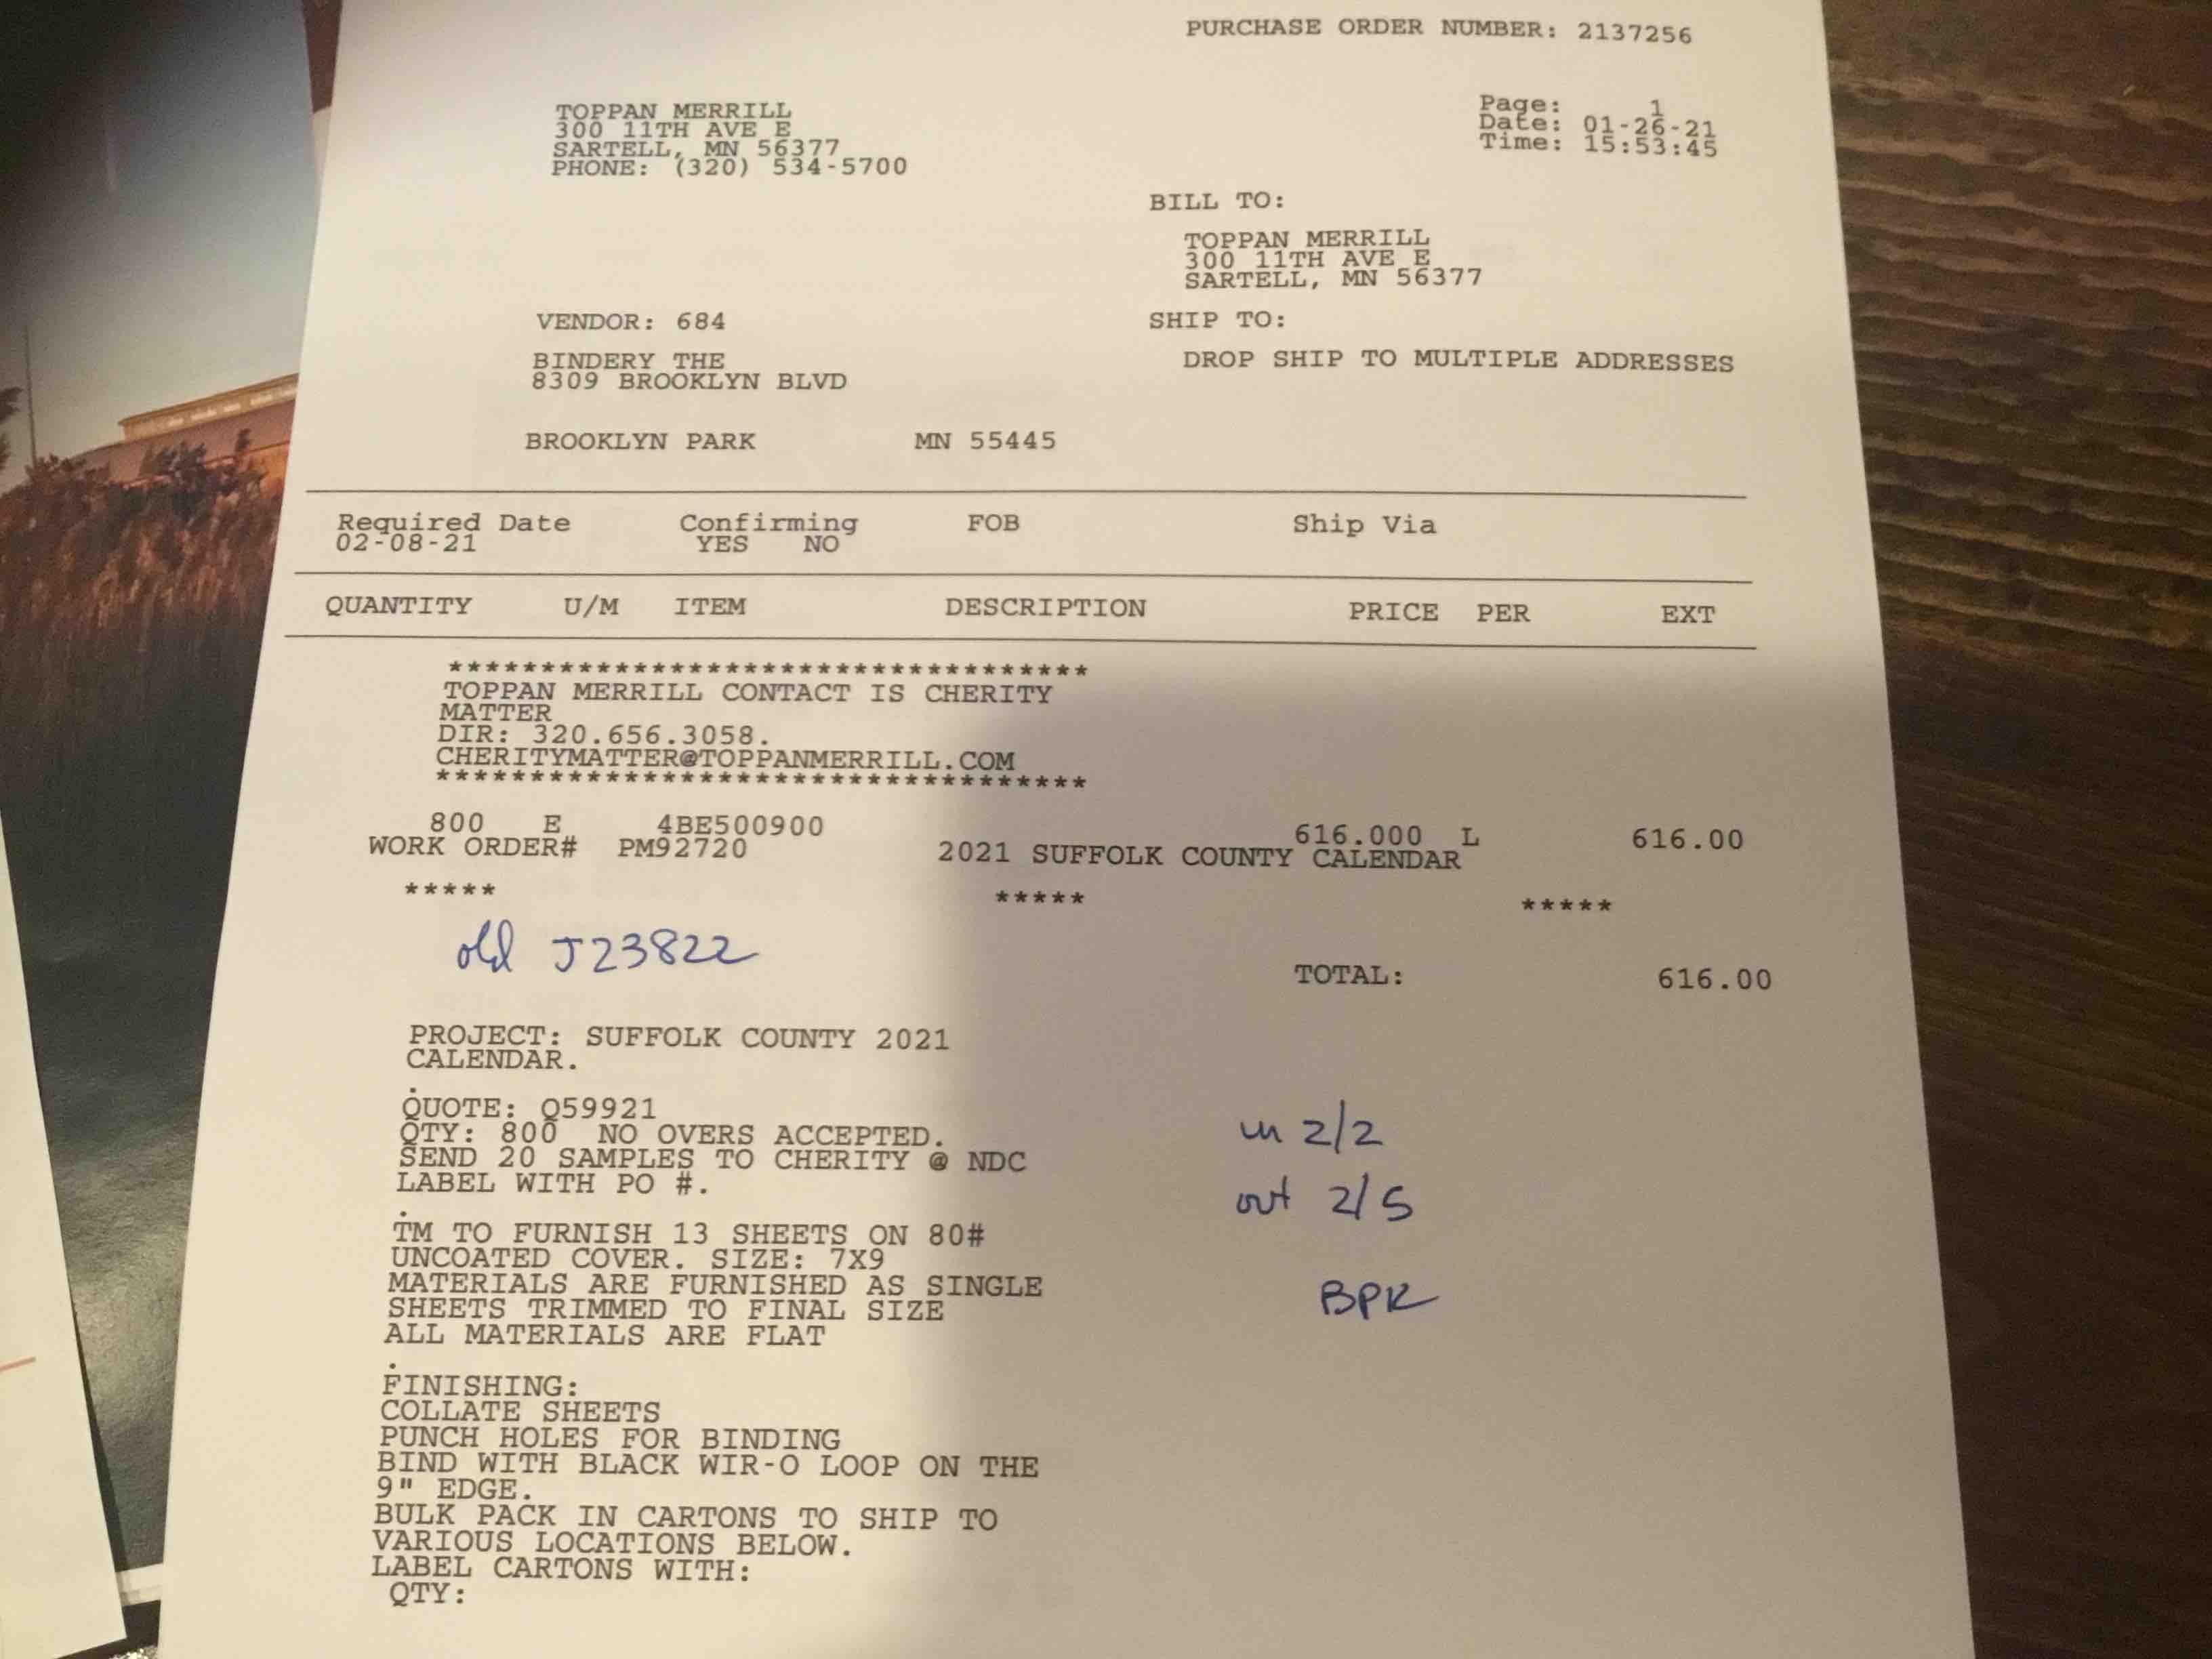 PURCHASE ORDER NUMBER: 2137256
TOPPAN MERRILL
300 11TH AVE E
SARTELL, MN 56377
PHONE: (320) 534-5700
Page: 1
Date: 01-26-21
Time: 15:53:45
BILL TO:
TOPPAN MERRILL
300 11TH AVE E
SARTELL, MN 56377
VENDOR: 684
SHIP TO:
BINDERY THE
8309 BROOKLYN BLVD
DROP SHIP TO MULTIPLE ADDRESSES
BROOKLYN PARK MN 55445
Required Date Confirming FOB Ship Via
02-08-21 YES NO
QUANTITY U/M ITEM DESCRIPTION PRICE PER EXT
***********************************
TOPPAN MERRILL CONTACT IS CHERITY
MATTER
DIR: 320.656.3058.
CHERITYMATTER@TOPPANMERRILL.COM
***********************************
800 E 4BE500900 616.000 L 616.00
WORK ORDER# PM92720 2021 SUFFOLK COUNTY CALENDAR
***** ***** *****
old J23822
TOTAL: 616.00
PROJECT: SUFFOLK COUNTY 2021
CALENDAR.
.
QUOTE: Q59921
QTY: 800 NO OVERS ACCEPTED.
SEND 20 SAMPLES TO CHERITY @ NDC
LABEL WITH PO #.
in 2/2
out 2/5
BPK
.
TM TO FURNISH 13 SHEETS ON 80#
UNCOATED COVER. SIZE: 7X9
MATERIALS ARE FURNISHED AS SINGLE
SHEETS TRIMMED TO FINAL SIZE
ALL MATERIALS ARE FLAT
.
FINISHING:
COLLATE SHEETS
PUNCH HOLES FOR BINDING
BIND WITH BLACK WIR-O LOOP ON THE
9" EDGE.
BULK PACK IN CARTONS TO SHIP TO
VARIOUS LOCATIONS BELOW.
LABEL CARTONS WITH:
QTY: